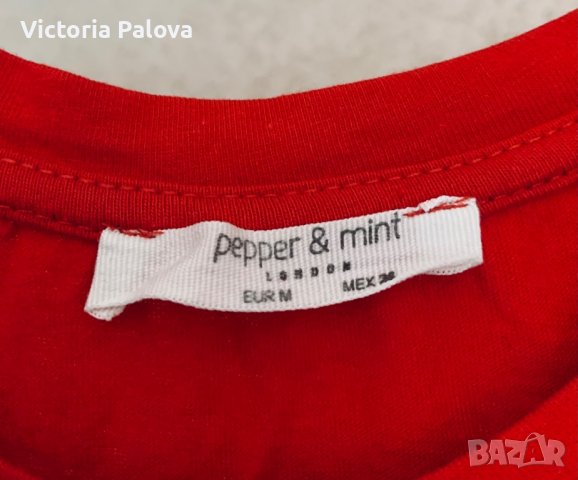 Victoria Palova
pepper & mint
LONDON
EUR M MEX
BAZAR